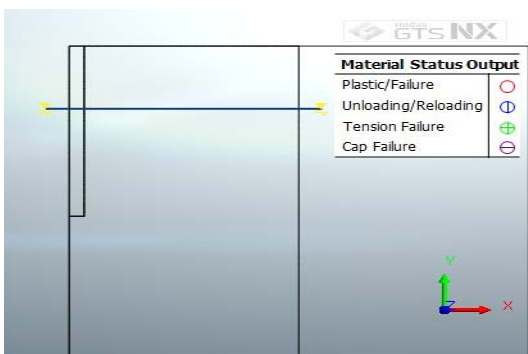 midas
GTS NX
Material Status Output
Plastic/Failure
Unloading/Reloading
Tension Failure
Cap Failure
Y
Z
X